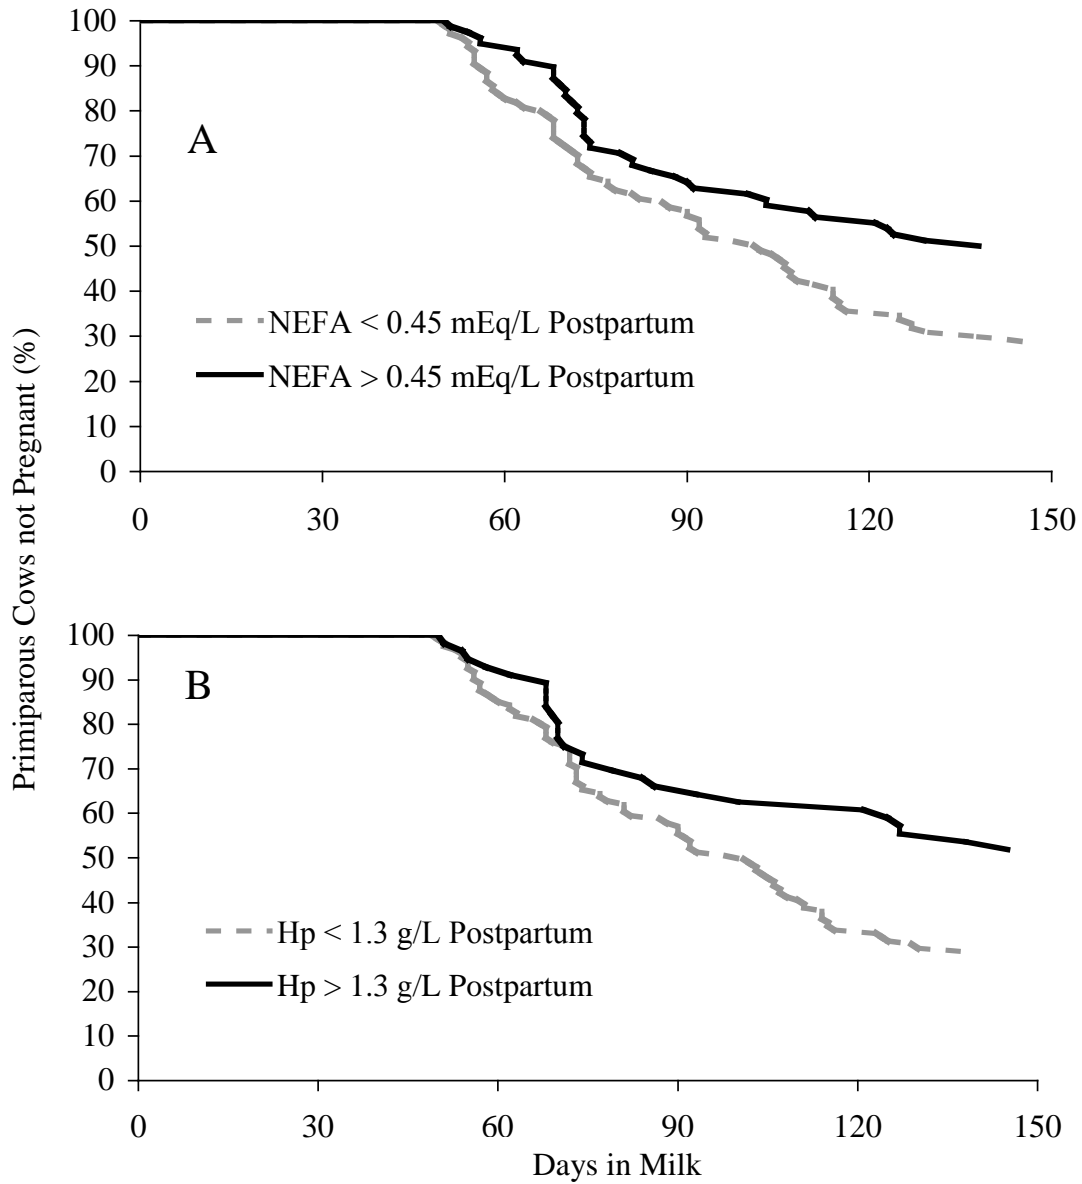 Primiparous Cows not Pregnant (%)
100
90
80
70
60
50
40
30
20
10
0
A
NEFA < 0.45 mEq/L Postpartum
NEFA > 0.45 mEq/L Postpartum
0 30 60 90 120 150
100
90
80
70
60
50
40
30
20
10
0
B
Hp < 1.3 g/L Postpartum
Hp > 1.3 g/L Postpartum
0 30 60 90 120 150
Days in Milk